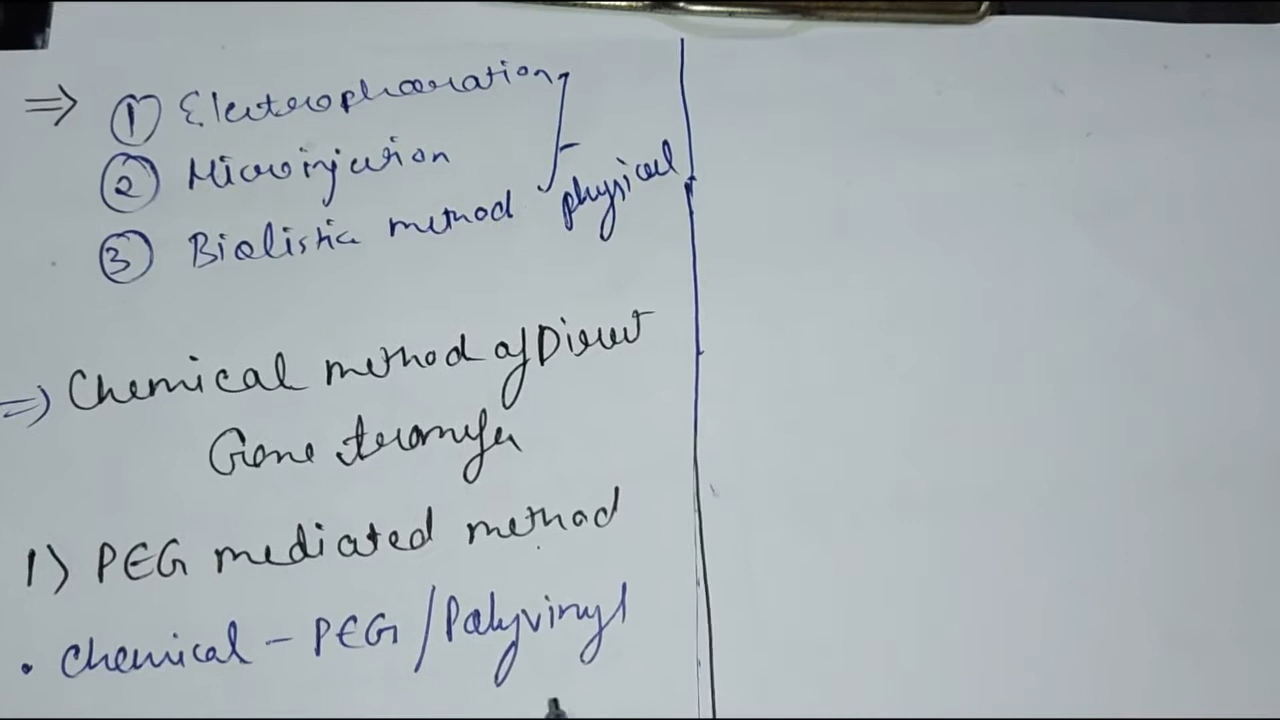 ⇒ ① Electrophoration
② Microinjection
③ Biolistic method physical
⇒ Chemical method of Direct
Gene transfer
1) PEG mediated method
• Chemical - PEG / Polyvinyl